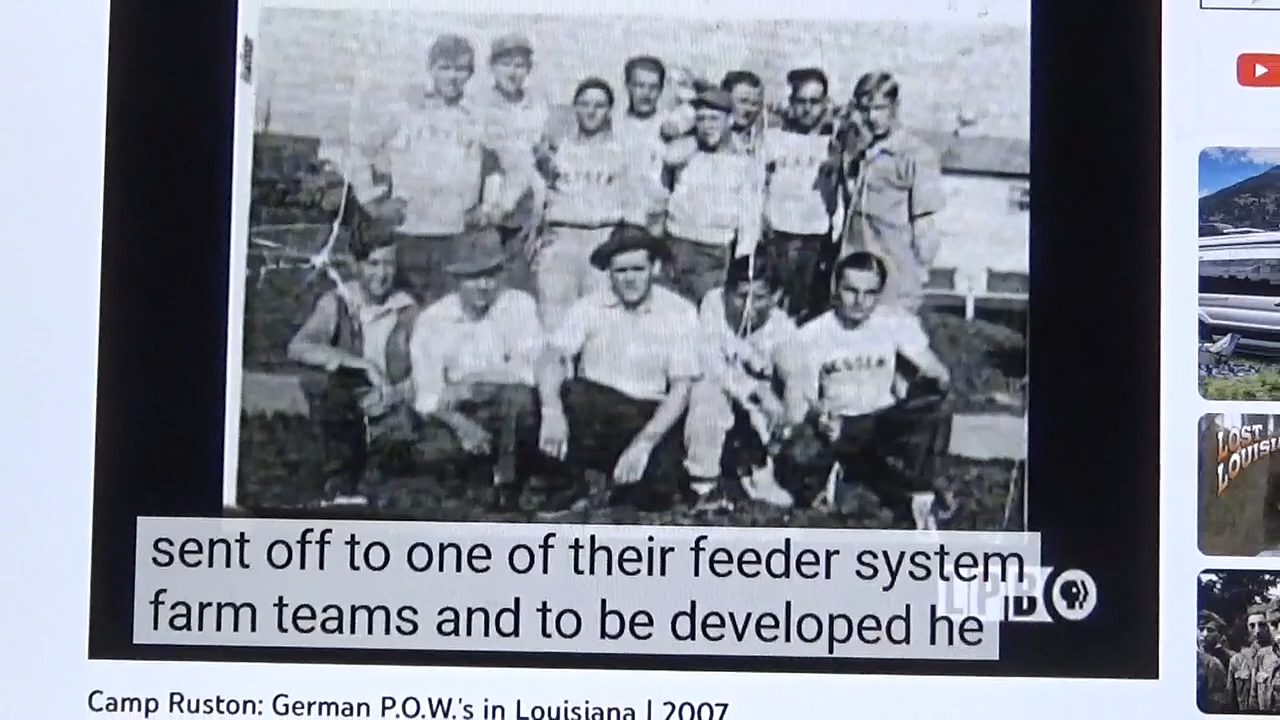 sent off to one of their feeder system
farm teams and to be developed he
LPB
Camp Ruston: German P.O.W.'s in Louisiana | 2007
LOST